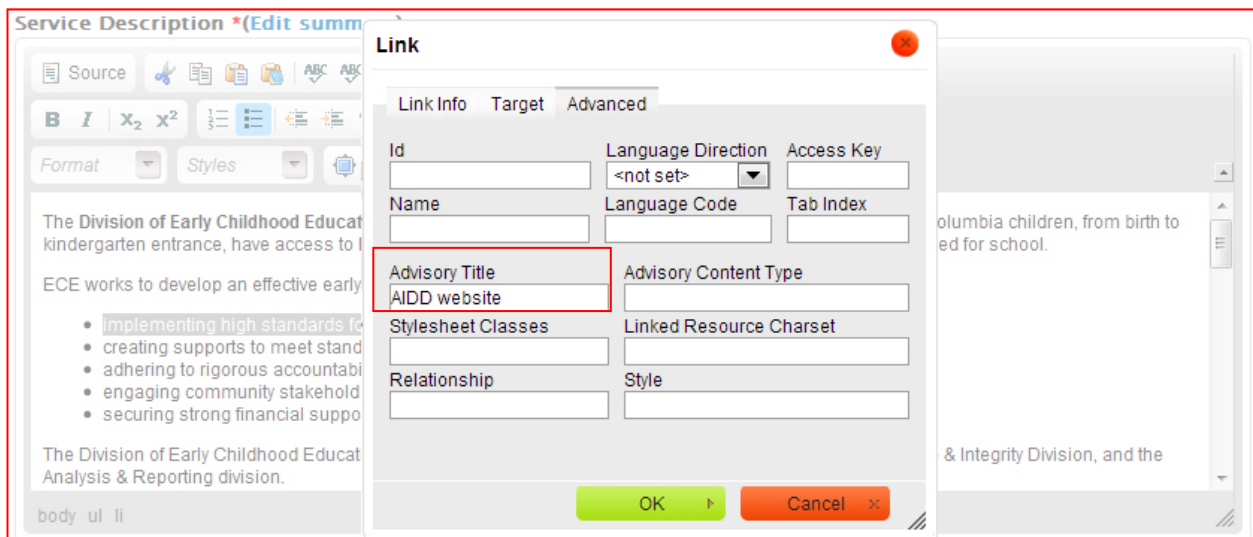 Service Description *(Edit summ
Link
Source
ABC
Link Info Target Advanced
B I X₂ X²
Id Language Direction Access Key
<not set>
Format Styles
Name Language Code Tab Index
The Division of Early Childhood Educat
olumbia children, from birth to
kindergarten entrance, have access to
ed for school.
Advisory Title Advisory Content Type
ECE works to develop an effective early
AIDD website
implementing high standards fo
Stylesheet Classes Linked Resource Charset
creating supports to meet stand
adhering to rigorous accountabi
Relationship Style
engaging community stakehold
securing strong financial suppo
The Division of Early Childhood Educat
& Integrity Division, and the
Analysis & Reporting division.
OK Cancel
body ul li